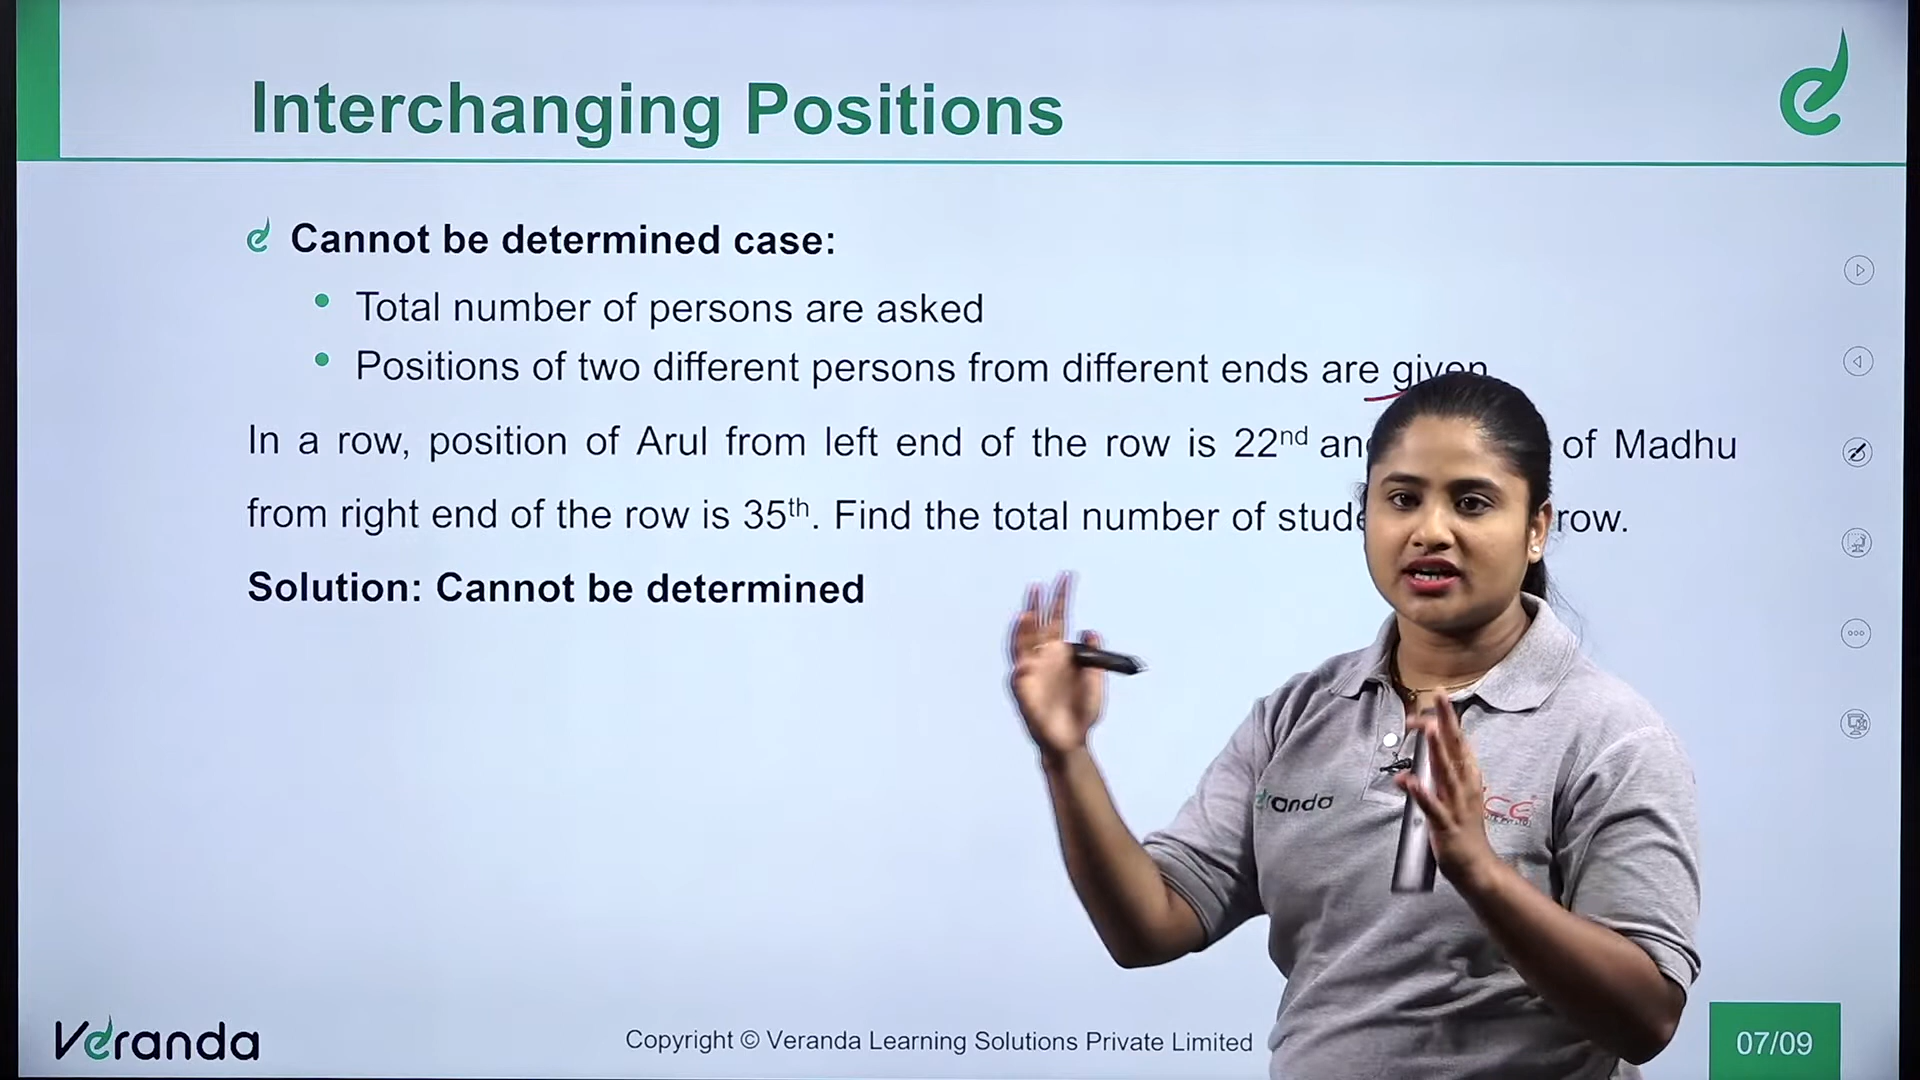 Interchanging Positions
Cannot be determined case:
Total number of persons are asked
Positions of two different persons from different ends are given
In a row, position of Arul from left end of the row is 22nd of Madhu
from right end of the row is 35th. Find the total number of row.
Solution: Cannot be determined
Veranda
Copyright © Veranda Learning Solutions Private Limited
07/09